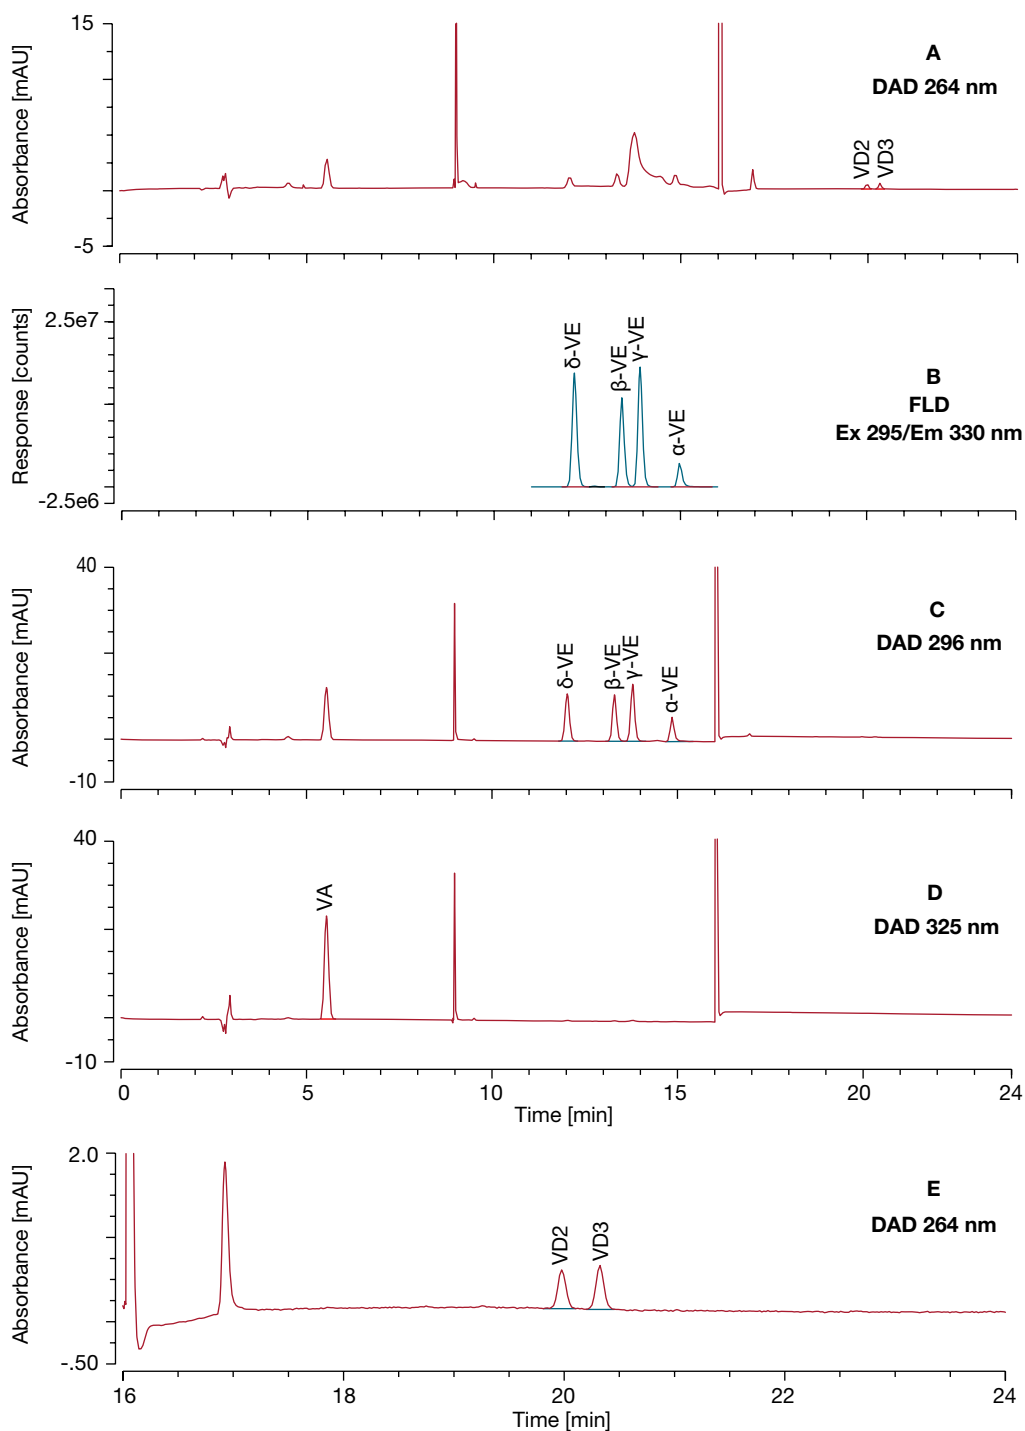 15
Absorbance [mAU]
-5
A
DAD 264 nm
VD2
VD3
2.5e7
Response [counts]
-2.5e6
δ-VE
β-VE
γ-VE
α-VE
B
FLD
Ex 295/Em 330 nm
40
Absorbance [mAU]
-10
δ-VE
β-VE
γ-VE
α-VE
C
DAD 296 nm
40
Absorbance [mAU]
-10
VA
D
DAD 325 nm
0 5 10 15 20 24
Time [min]
2.0
Absorbance [mAU]
-.50
VD2
VD3
E
DAD 264 nm
16 18 20 22 24
Time [min]